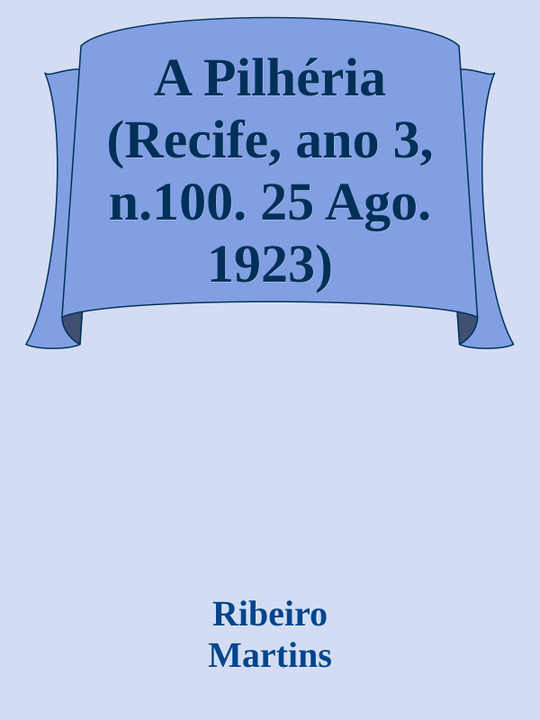 A Pilhéria
(Recife, ano 3,
n.100. 25 Ago.
1923)
Ribeiro
Martins